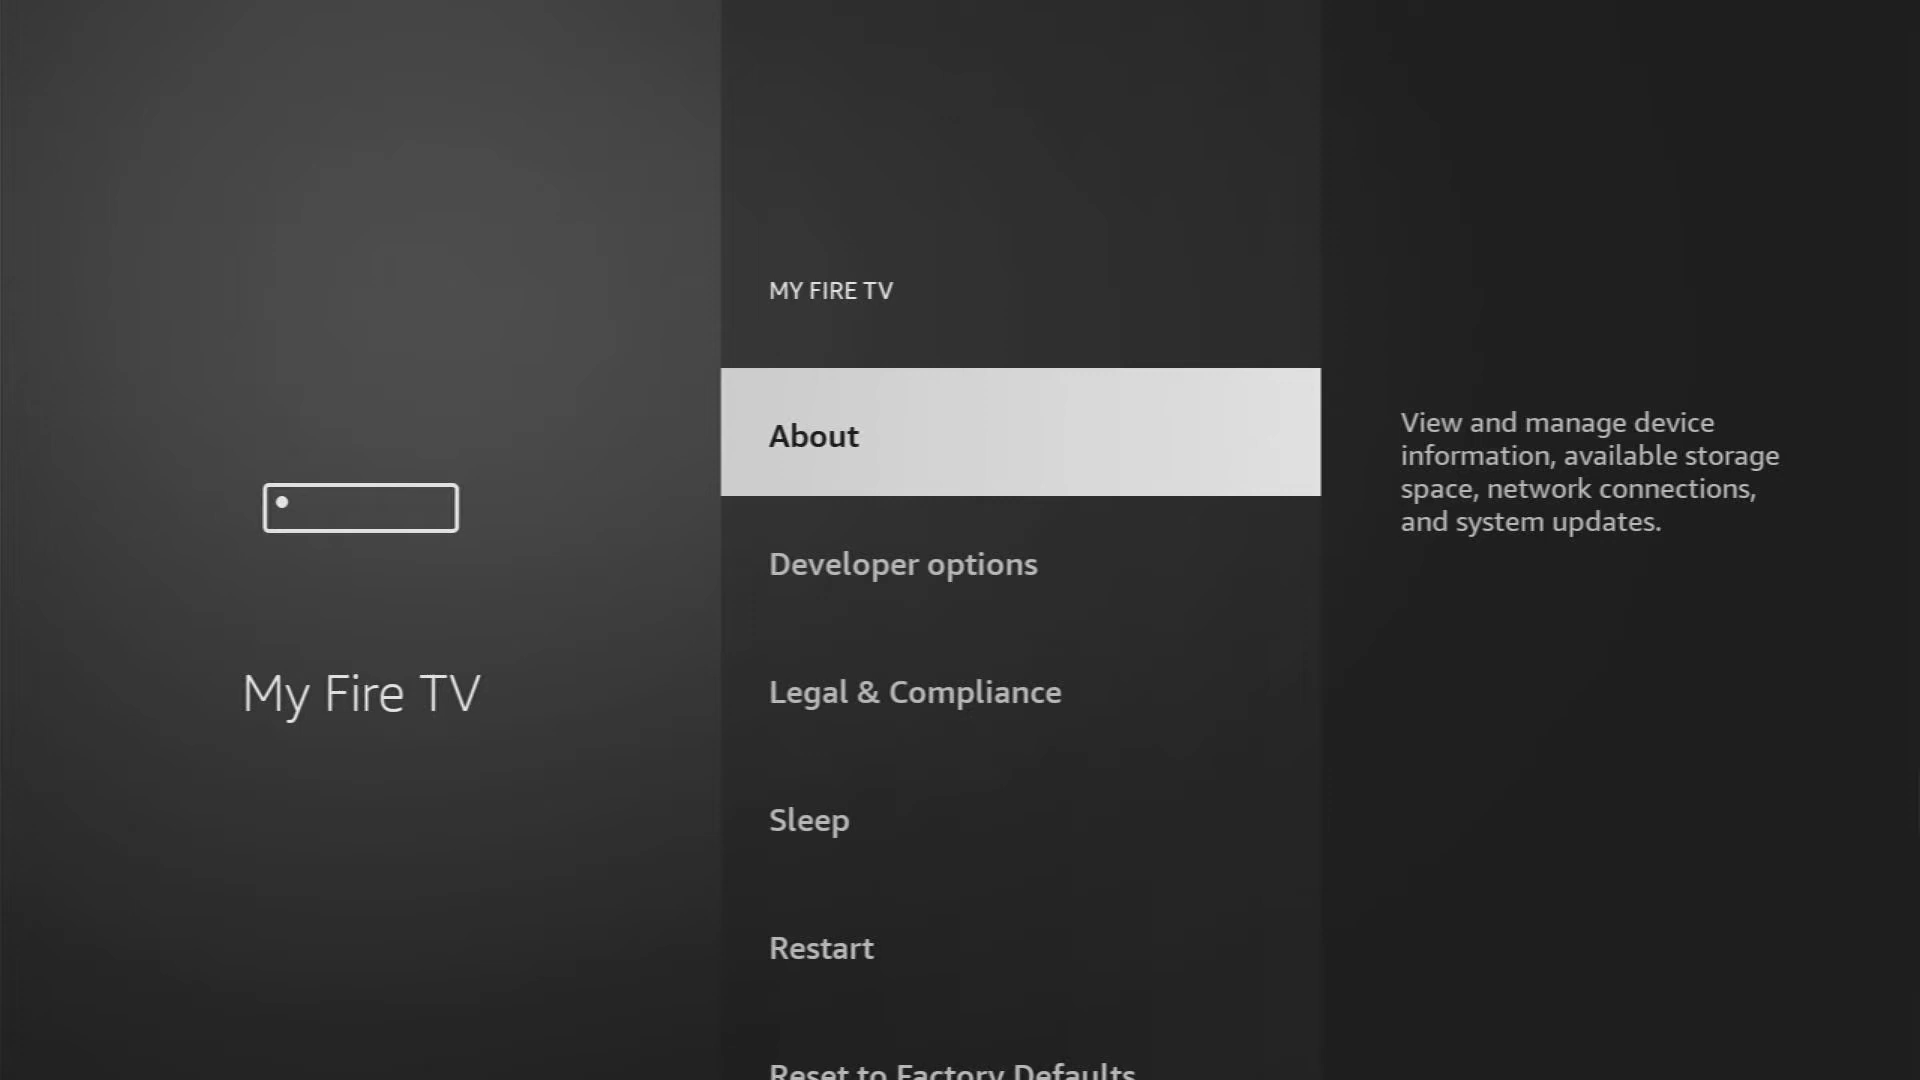 My Fire TV
MY FIRE TV
About
Developer options
Legal & Compliance
Sleep
Restart
Reset to Factory Defaults
View and manage device
information, available storage
space, network connections,
and system updates.